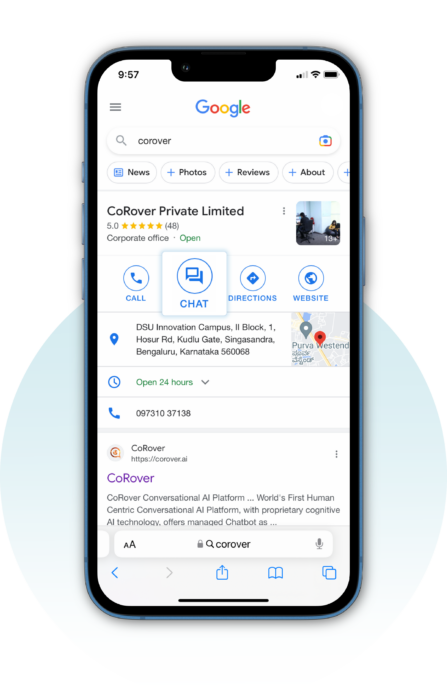 9:57
Google
corover
News
+ Photos
+ Reviews
+ About
+
CoRover Private Limited
5.0 ★★★★★ (48)
Corporate office · Open
13+
CALL
CHAT
DIRECTIONS
WEBSITE
DSU Innovation Campus, II Block, 1,
Hosur Rd, Kudlu Gate, Singasandra,
Bengaluru, Karnataka 560068
Purva Westend
ಪೂರ್ವ
ವೆಸ್ಟೆಂಡ್
Open 24 hours
097310 37138
CoRover
https://corover.ai
CoRover
CoRover Conversational AI Platform ... World's First Human
Centric Conversational AI Platform, with proprietary cognitive
AI technology, offers managed Chatbot as ...
AA
corover